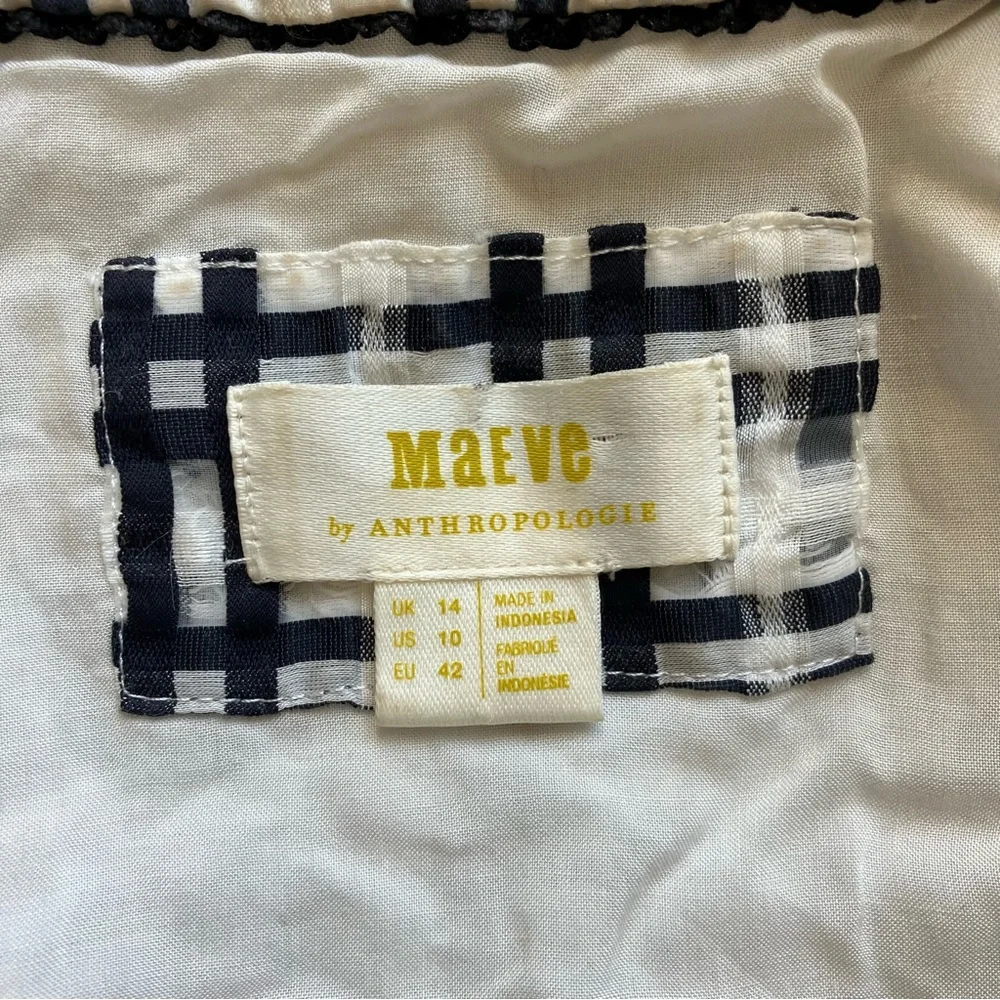 MaEVe
by ANTHROPOLOGIE
UK 14
US 10
EU 42
MADE IN
INDONESIA
FABRIQUÉ
EN
INDONÉSIE